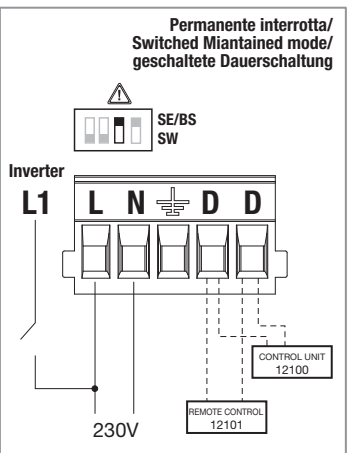 Permanente interrotta/
Switched Miantained mode/
geschaltete Dauerschaltung
SE/BS
SW
Inverter
L1 L N D D
CONTROL UNIT
12100
REMOTE CONTROL
12101
230V